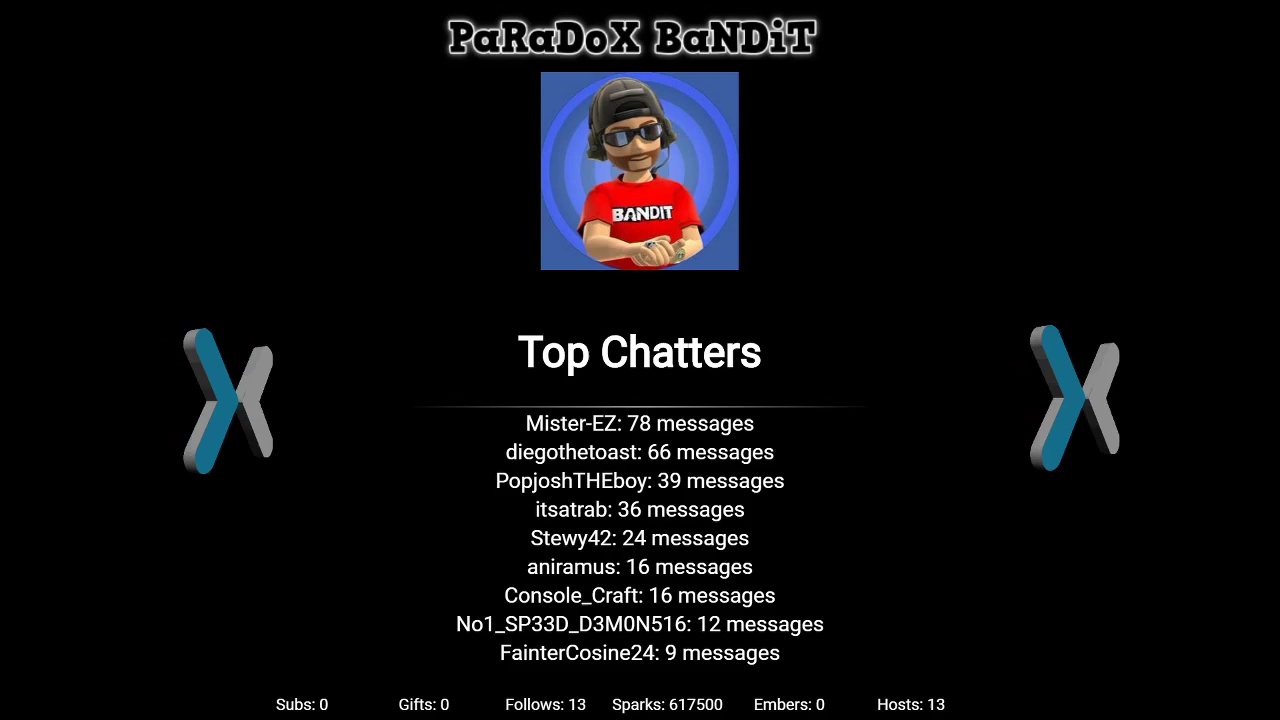 PaRaDoX BaNDiT
BANDIT
Top Chatters
Mister-EZ: 78 messages
diegothetoast: 66 messages
PopjoshTHEboy: 39 messages
itsatrab: 36 messages
Stewy42: 24 messages
aniramus: 16 messages
Console_Craft: 16 messages
No1_SP33D_D3M0N516: 12 messages
FainterCosine24: 9 messages
Subs: 0 Gifts: 0 Follows: 13 Sparks: 617500 Embers: 0 Hosts: 13